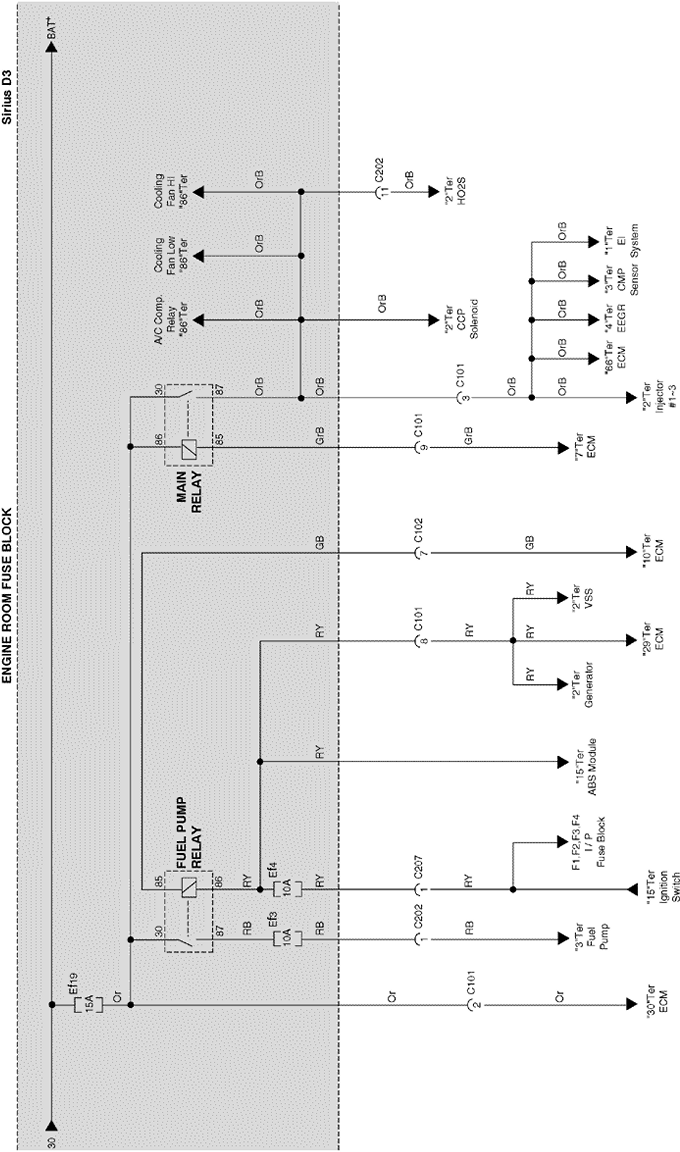 ENGINE ROOM FUSE BLOCK
Sirius D3
30
BAT+
Ef19
15A
Or
FUEL PUMP
RELAY
30
85
87
86
MAIN
RELAY
86
30
85
87
A/C Comp.
Relay
"86"Ter
Cooling
Fan Low
"86"Ter
Cooling
Fan Hi
"86"Ter
RB
RY
OrB
OrB
OrB
OrB
Ef3
10A
Ef4
10A
RB
RY
RY
RY
GB
GrB
OrB
Or
OrB
C202
11
OrB
C202
1
C207
1
C101
8
C102
7
C101
9
C101
3
C101
2
"2"Ter
CCP
Solenoid
"2"Ter
HO2S
RB
RY
RY
GrB
OrB
Or
RY
RY
RY
GB
OrB
OrB
OrB
OrB
OrB
"3"Ter
Fuel
Pump
F1,F2,F3,F4
I / P
Fuse Block
"15"Ter
ABS Module
"2"Ter
Generator
"2"Ter
VSS
"7"Ter
ECM
"66"Ter
ECM
"4"Ter
EEGR
"3"Ter
CMP
Sensor
"1"Ter
EI
System
"30"Ter
ECM
"15"Ter
Ignition
Switch
"29"Ter
ECM
"10"Ter
ECM
"2"Ter
Injector
#1~3